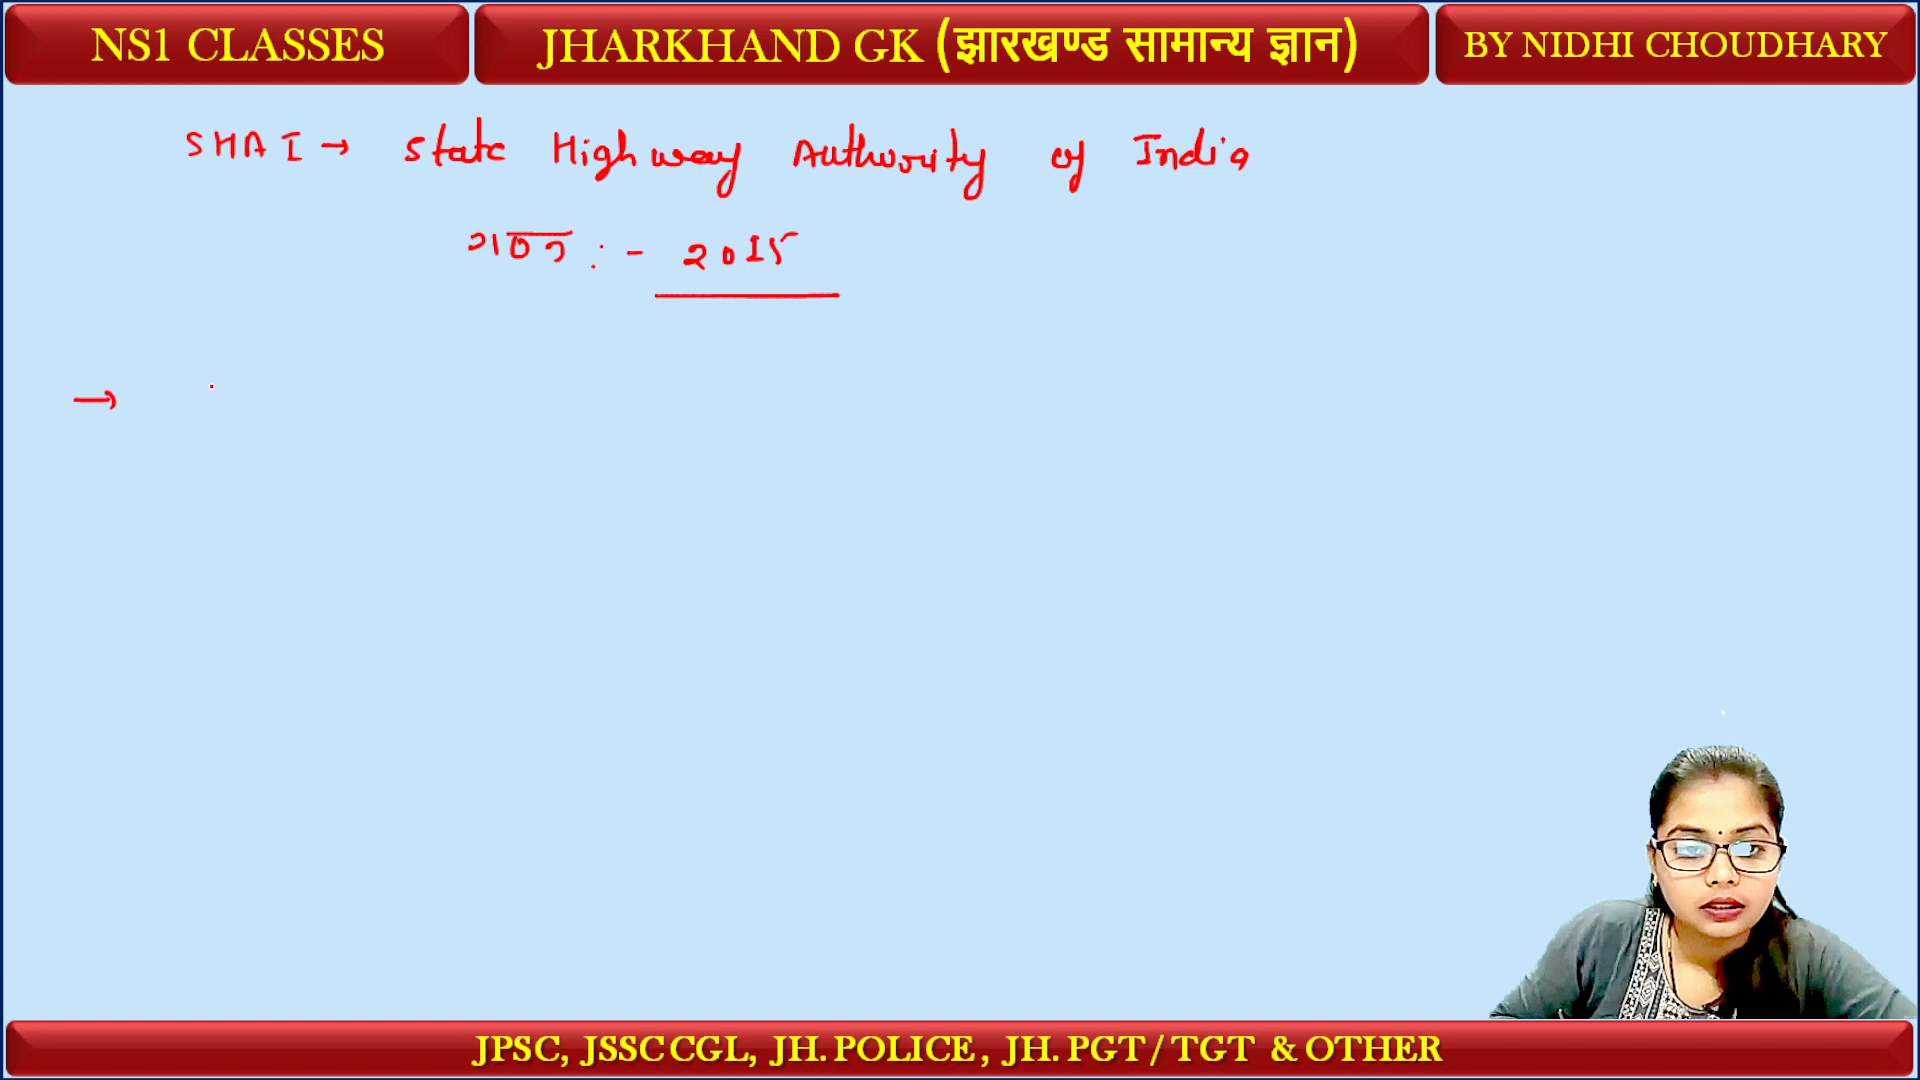 NS1 CLASSES
JHARKHAND GK (झारखण्ड सामान्य ज्ञान)
BY NIDHI CHOUDHARY
SHAI → State Highway Authority of India
गठन :- 2015
→
JPSC, JSSC CGL, JH. POLICE, JH. PGT / TGT & OTHER